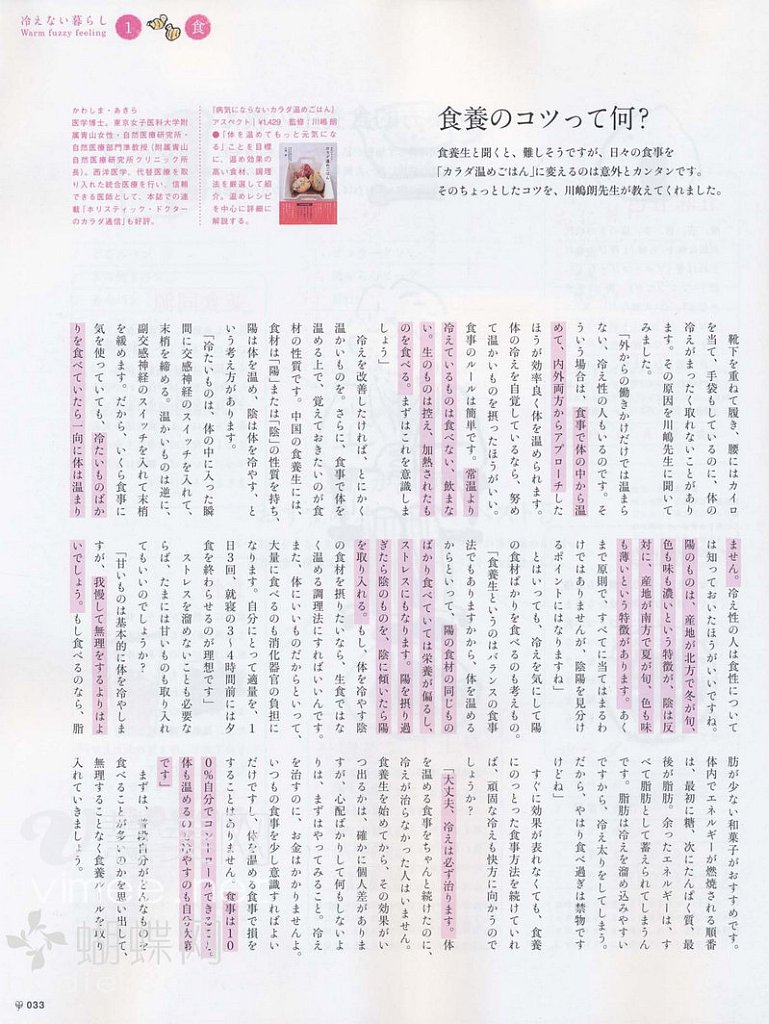 冷えない暮らし
Warm fuzzy feeling
1
食
かわしま・あきら
医学博士。東京女子医科大学附
属青山女性・自然医療研究所・
自然医療部門準教授（附属青山
自然医療研究所クリニック所
長）。西洋医学、代替医療を取
り入れた統合医療を行い、信頼
できる医師として、本誌での連
載「ホリスティック・ドクター
のカラダ通信」も好評。
『病気にならないカラダ温めごはん』
アスペクト｜¥1,429 監修：川嶋 朗
●「体を温めてもっと元気にな
る」ことを目標
に、温め効果の
高い食材、調理
法を厳選して紹
介。温めレシピ
を中心に詳細に
解説する。
食養のコツって何?
食養生と聞くと、難しそうですが、日々の食事を
「カラダ温めごはん」に変えるのは意外とカンタンです。
そのちょっとしたコツを、川嶋朗先生が教えてくれました。
靴下を重ねて履き、腰にはカイロ
を当て、手袋もしているのに、体の
冷えがまったく取れないことがあり
ます。その原因を川嶋先生に聞いて
みました。
「外からの働きかけだけでは温まら
ない、冷え性の人もいるのです。そ
ういう場合は、食事で体の中から温
めて、内外両方からアプローチした
ほうが効率良く体を温められます。
体の冷えを自覚しているなら、努め
て温かいものを摂ったほうがいい。
食事のルールは簡単です。常温より
冷えているものは食べない、飲まな
い。生のものは控え、加熱されたも
のを食べる。まずはこれを意識しま
しょう」
冷えを改善したければ、とにかく
温かいものを。さらに、食事で体を
温める上で、覚えておきたいのが食
材の性質です。中国の食養生には、
食材は「陽」または「陰」の性質を持ち、
陽は体を温め、陰は体を冷やす、と
いう考え方があります。
「冷たいものは、体の中に入った瞬
間に交感神経のスイッチを入れて、
末梢を締める。温かいものは逆に、
副交感神経のスイッチを入れて末梢
を緩めます。だから、いくら食事に
気を使っていても、冷たいものばか
りを食べていたら一向に体は温まり
ません。冷え性の人は食性について
は知っておいたほうがいいですね。
陽のものは、産地が北方で冬が旬、
色も味も濃いという特徴が、陰は反
対に、産地が南方で夏が旬、色も味
も薄いという特徴があります。あく
まで原則で、すべてに当てはまるわ
けではありませんが、陰陽を見分け
るポイントにはなりますね」
とはいっても、冷えを気にして陽
の食材ばかりを食べるのも考えもの。
「食養生というのはバランスの食事
法でもありますから、体を温める
からといって、陽の食材の同じもの
ばかり食べていては栄養が偏るし、
ストレスにもなります。陽を摂り過
ぎたら陰のものを、陰に傾いたら陽
を取り入れる。もし、体を冷やす陰
の食材を摂りたいなら、生食ではな
く温める調理法にすればいいんです。
また、体にいいものだからといって、
大量に食べるのも消化器官の負担に
なります。自分にとって適量を、1
日3回、就寝の3〜4時間前には夕
食を終わらせるのが理想です」
ストレスを溜めないことも必要な
らば、たまには甘いものも取り入れ
てもいいのでしょうか?
「甘いものは基本的に体を冷やしま
すが、我慢して無理をするよりはよ
いでしょう。もし食べるのなら、脂
肪が少ない和菓子がおすすめです。
体内でエネルギーが燃焼される順番
は、最初に糖、次にたんぱく質、最
後が脂肪。余ったエネルギーは、す
べて脂肪として蓄えられてしまうん
です。脂肪は冷えを溜め込みやすい
ですから、冷え太りをしてしまう。
だから、やはり食べ過ぎは禁物です
けどね」
すぐに効果が表れなくても、食養
にのっとった食事方法を続けていれ
ば、頑固な冷えも快方に向かうので
しょうか?
「大丈夫、冷えは必ず治ります。体
を温める食事をちゃんと続けたのに、
冷えが治らなかった人はいません。
食養生を始めてから、その効果がい
つ出るかは、確かに個人差がありま
すが、心配ばかりして何もしないよ
りは、まずはやってみること。冷え
を治すのに、お金はかかりませんよ。
いつもの食事を少し意識すればよい
だけですし、体を温める食事で損を
することはありません。食事は10
0%自分でコントロールできること。
体も温めるのも冷やすのも自分次第
です」
まずは、普段自分がどんなものを
食べることが多いのかを思い出して
無理することなく食養ルールを取り
入れていきましょう。
033